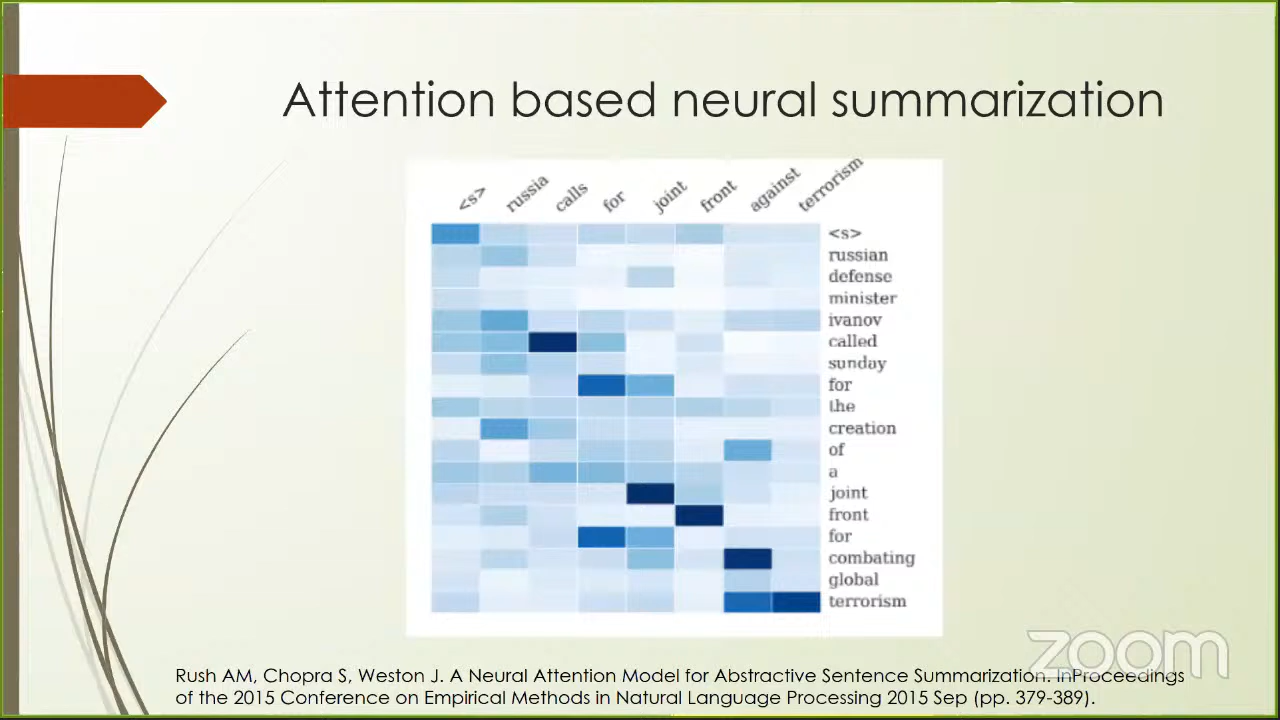 Attention based neural summarization
<s> russia calls for joint front against terrorism
<s>
russian
defense
minister
ivanov
called
sunday
for
the
creation
of
a
joint
front
for
combating
global
terrorism
zoom
Rush AM, Chopra S, Weston J. A Neural Attention Model for Abstractive Sentence Summarization. InProceedings
of the 2015 Conference on Empirical Methods in Natural Language Processing 2015 Sep (pp. 379-389).